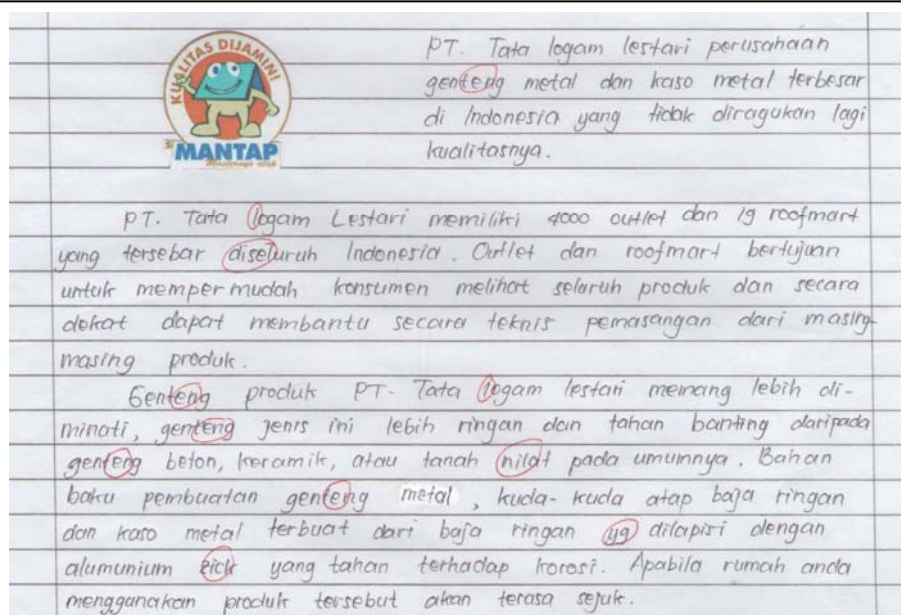 KUALITAS DIJAMIN!
SI MANTAP
PT. Tata logam lestari perusahaan
genteng metal dan kaso metal terbesar
di Indonesia yang tidak diragukan lagi
kualitasnya.
PT. Tata logam Lestari memiliki 4000 outlet dan 19 roofmart
yang tersebar diseluruh Indonesia. Outlet dan roofmart bertujuan
untuk mempermudah konsumen melihat seluruh produk dan secara
dekat dapat membantu secara teknis pemasangan dari masing-
masing produk.
Genteng produk PT. Tata logam lestari memang lebih di-
minati, genteng jenis ini lebih ringan dan tahan banting daripada
genteng beton, keramik, atau tanah nilat pada umumnya. Bahan
baku pembuatan genteng metal, kuda-kuda atap baja ringan
dan kaso metal terbuat dari baja ringan yg dilapisi dengan
alumunium yang tahan terhadap korosi. Apabila rumah anda
menggunakan produk tersebut akan terasa sejuk.